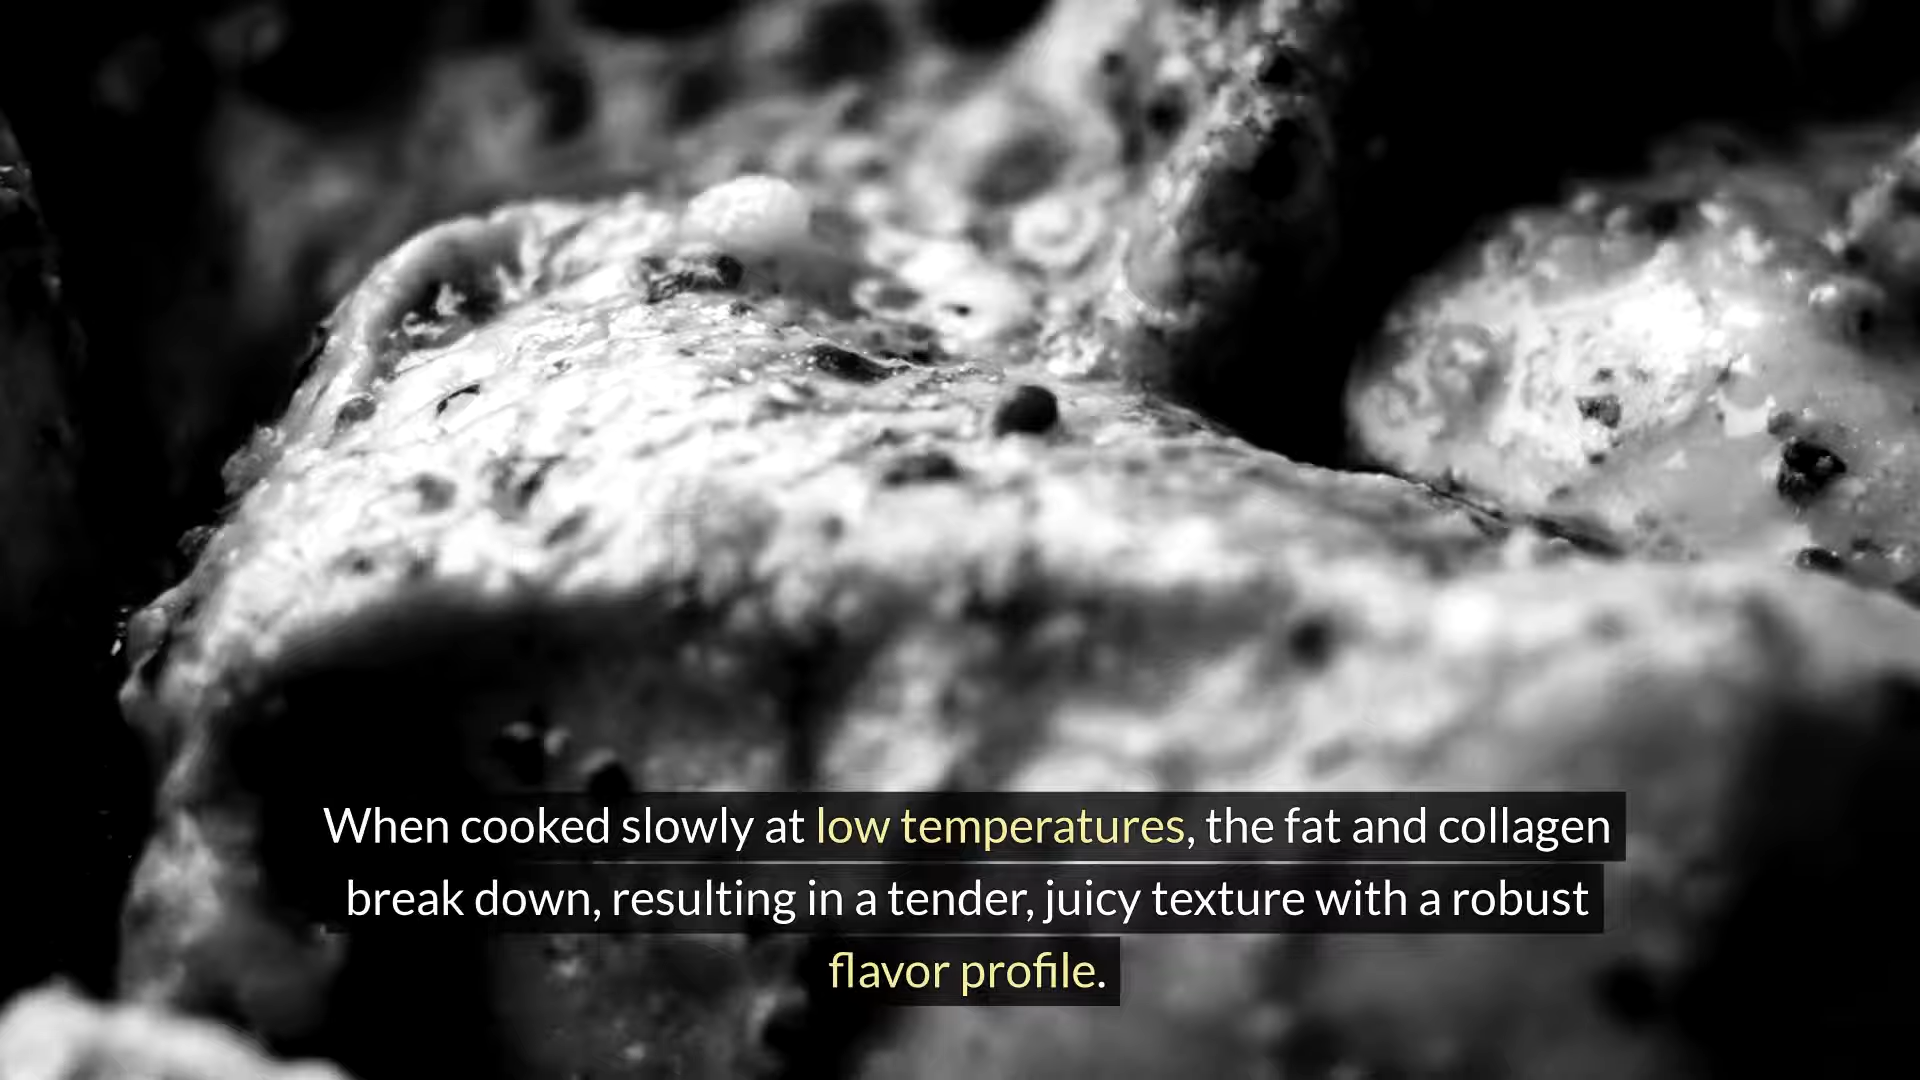 When cooked slowly at low temperatures, the fat and collagen
break down, resulting in a tender, juicy texture with a robust
flavor profile.